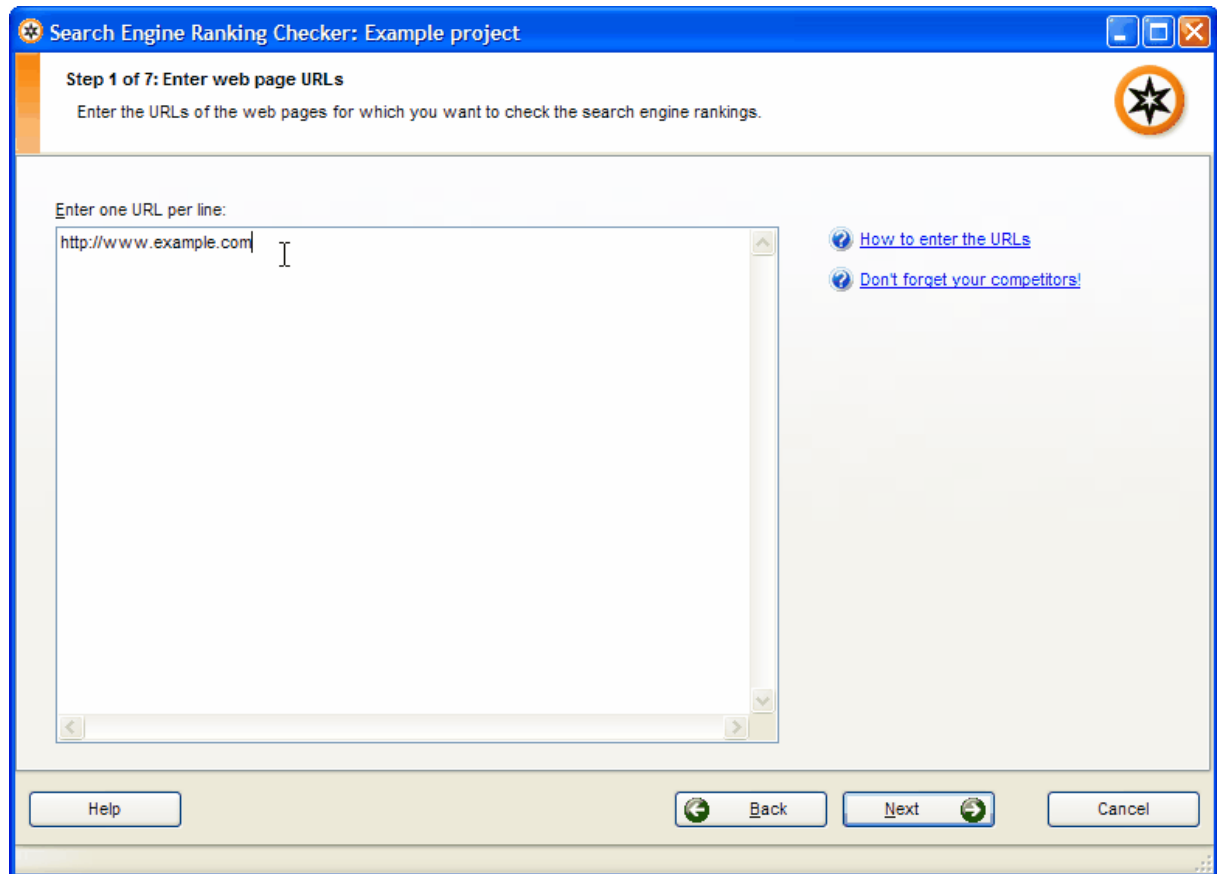 Search Engine Ranking Checker: Example project
Step 1 of 7: Enter web page URLs
Enter the URLs of the web pages for which you want to check the search engine rankings.
Enter one URL per line:
http://www.example.com
How to enter the URLs
Don't forget your competitors!
Help
Back
Next
Cancel